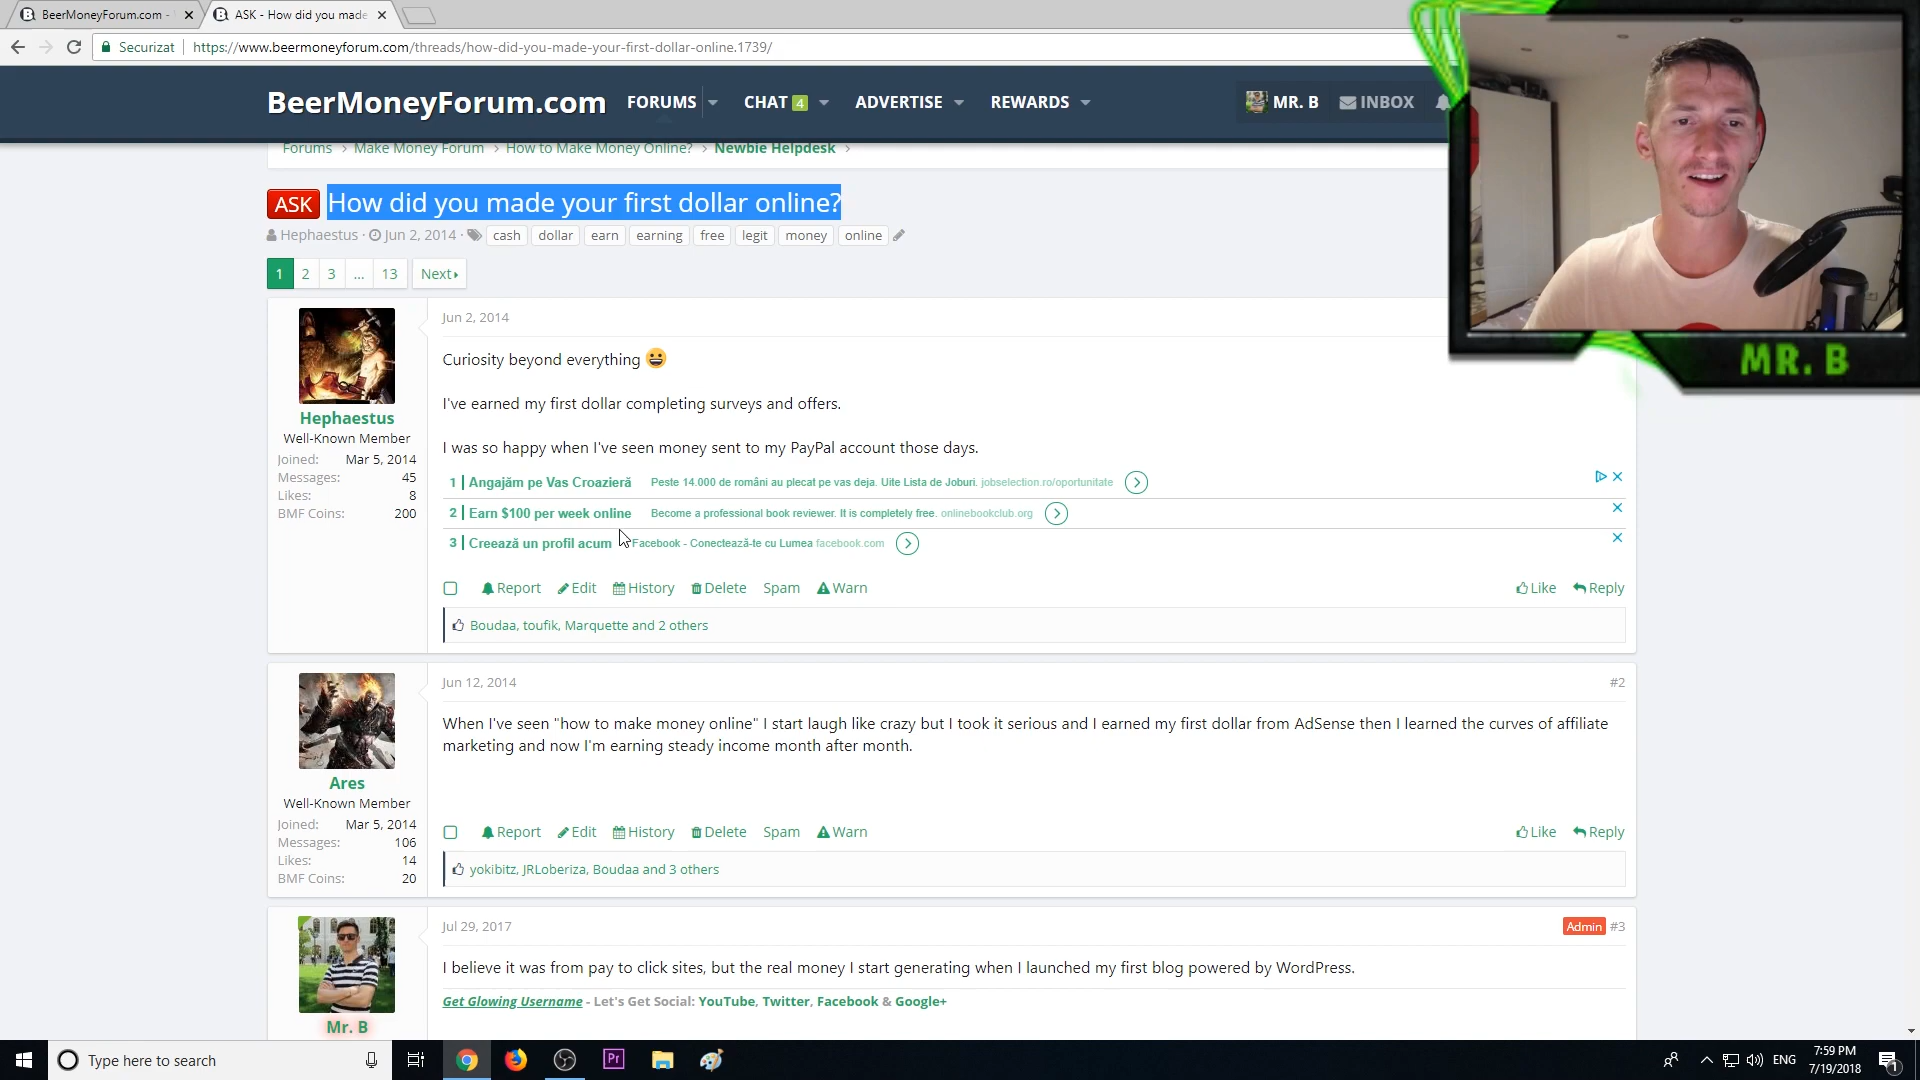 BeerMoneyForum.com -
ASK - How did you made
Securizat
https://www.beermoneyforum.com/threads/how-did-you-made-your-first-dollar-online.1739/
BeerMoneyForum.com FORUMS CHAT 4 ADVERTISE REWARDS MR. B INBOX
Forums > Make Money Forum > How to Make Money Online? > Newbie Helpdesk >
ASK How did you made your first dollar online?
Hephaestus · Jun 2, 2014 · cash dollar earn earning free legit money online
1 2 3 ... 13 Next
MR. B
Jun 2, 2014
Curiosity beyond everything
I've earned my first dollar completing surveys and offers.
I was so happy when I've seen money sent to my PayPal account those days.
Hephaestus
Well-Known Member
Joined: Mar 5, 2014
Messages: 45
Likes: 8
BMF Coins: 200
1 | Angajăm pe Vas Croazieră Peste 14.000 de români au plecat pe vas deja. Uite Lista de Joburi. jobselection.ro/oportunitate
2 | Earn $100 per week online Become a professional book reviewer. It is completely free. onlinebookclub.org
3 | Creează un profil acum Facebook - Conectează-te cu Lumea facebook.com
Report Edit History Delete Spam Warn Like Reply
Boudaa, toufik, Marquette and 2 others
Jun 12, 2014 #2
When I've seen "how to make money online" I start laugh like crazy but I took it serious and I earned my first dollar from AdSense then I learned the curves of affiliate
marketing and now I'm earning steady income month after month.
Ares
Well-Known Member
Joined: Mar 5, 2014
Messages: 106
Likes: 14
BMF Coins: 20
Report Edit History Delete Spam Warn Like Reply
yokibitz, JRLoberiza, Boudaa and 3 others
Jul 29, 2017 Admin #3
I believe it was from pay to click sites, but the real money I start generating when I launched my first blog powered by WordPress.
Get Glowing Username - Let's Get Social: YouTube, Twitter, Facebook & Google+
Mr. B
Type here to search
Pr
ENG
7:59 PM
7/19/2018
1